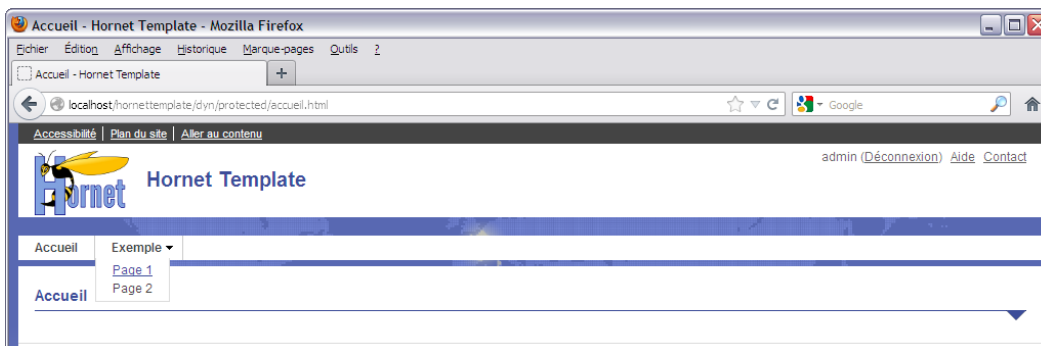 Accueil - Hornet Template - Mozilla Firefox
Fichier Édition Affichage Historique Marque-pages Outils ?
Accueil - Hornet Template +
localhost/hornettemplate/dyn/protected/accueil.html Google
Accessibilité | Plan du site | Aller au contenu
admin (Déconnexion) Aide Contact
Hornet Hornet Template
Accueil Exemple
Page 1
Page 2
Accueil